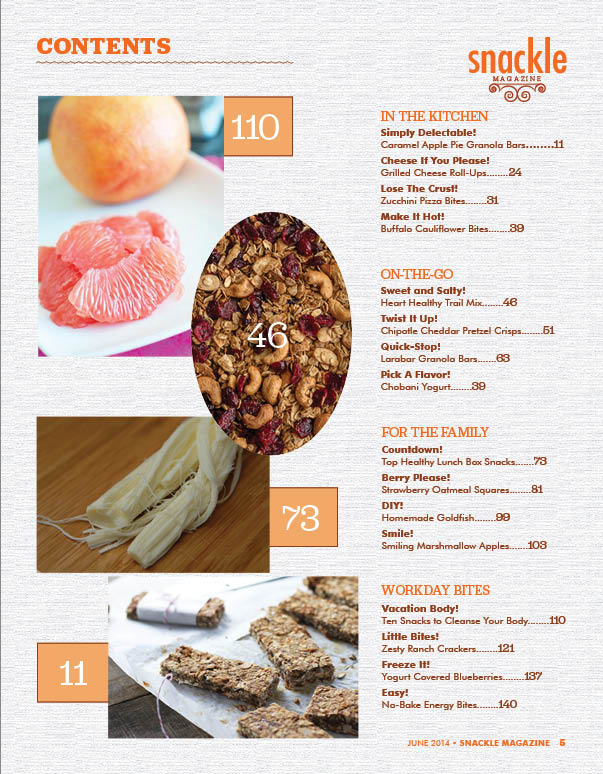 CONTENTS
snackle
MAGAZINE
110
46
73
11
IN THE KITCHEN
Simply Delectable!
Caramel Apple Pie Granola Bars........11
Cheese If You Please!
Grilled Cheese Roll-Ups........24
Lose The Crust!
Zucchini Pizza Bites........31
Make It Hot!
Buffalo Cauliflower Bites........39
ON-THE-GO
Sweet and Salty!
Heart Healthy Trail Mix........46
Twist It Up!
Chipotle Cheddar Pretzel Crisps........51
Quick-Stop!
Larabar Granola Bars.......63
Pick A Flavor!
Chobani Yogurt........39
FOR THE FAMILY
Countdown!
Top Healthy Lunch Box Snacks.......73
Berry Please!
Strawberry Oatmeal Squares........81
DIY!
Homemade Goldfish........99
Smile!
Smiling Marshmallow Apples.......103
WORKDAY BITES
Vacation Body!
Ten Snacks to Cleanse Your Body........110
Little Bites!
Zesty Ranch Crackers........121
Freeze It!
Yogurt Covered Blueberries........137
Easy!
No-Bake Energy Bites........140
JUNE 2014 • SNACKLE MAGAZINE 5